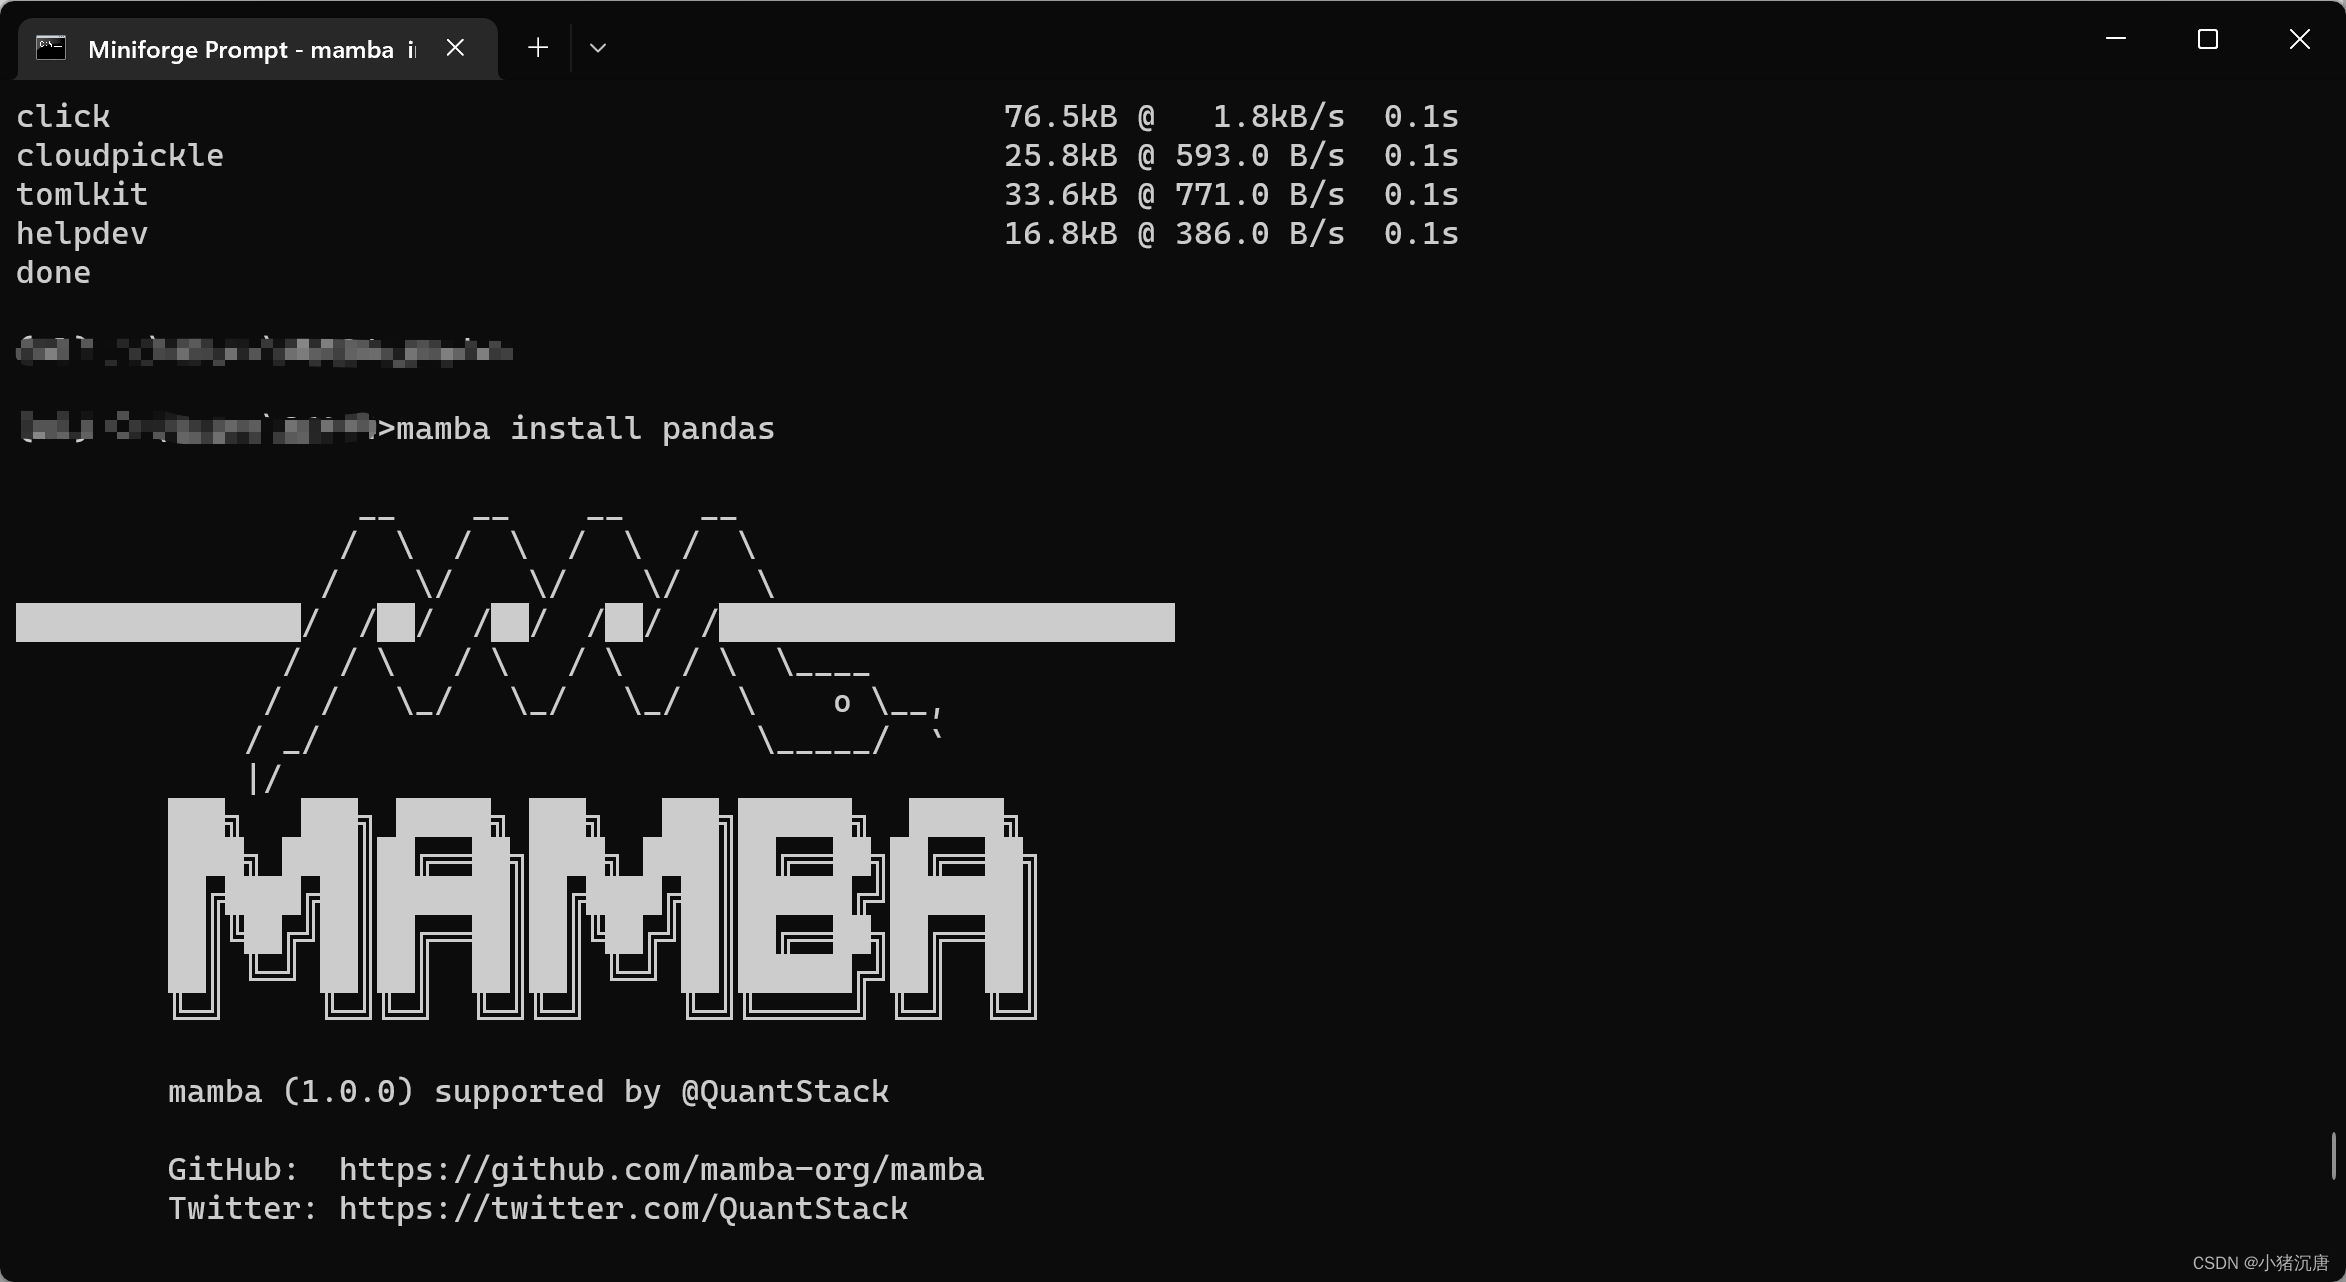 Miniforge Prompt - mamba
click 76.5kB @ 1.8kB/s 0.1s
cloudpickle 25.8kB @ 593.0 B/s 0.1s
tomlkit 33.6kB @ 771.0 B/s 0.1s
helpdev 16.8kB @ 386.0 B/s 0.1s
done
>mamba install pandas
MAMBA
mamba (1.0.0) supported by @QuantStack
GitHub: https://github.com/mamba-org/mamba
Twitter: https://twitter.com/QuantStack
CSDN @小猪沉唐